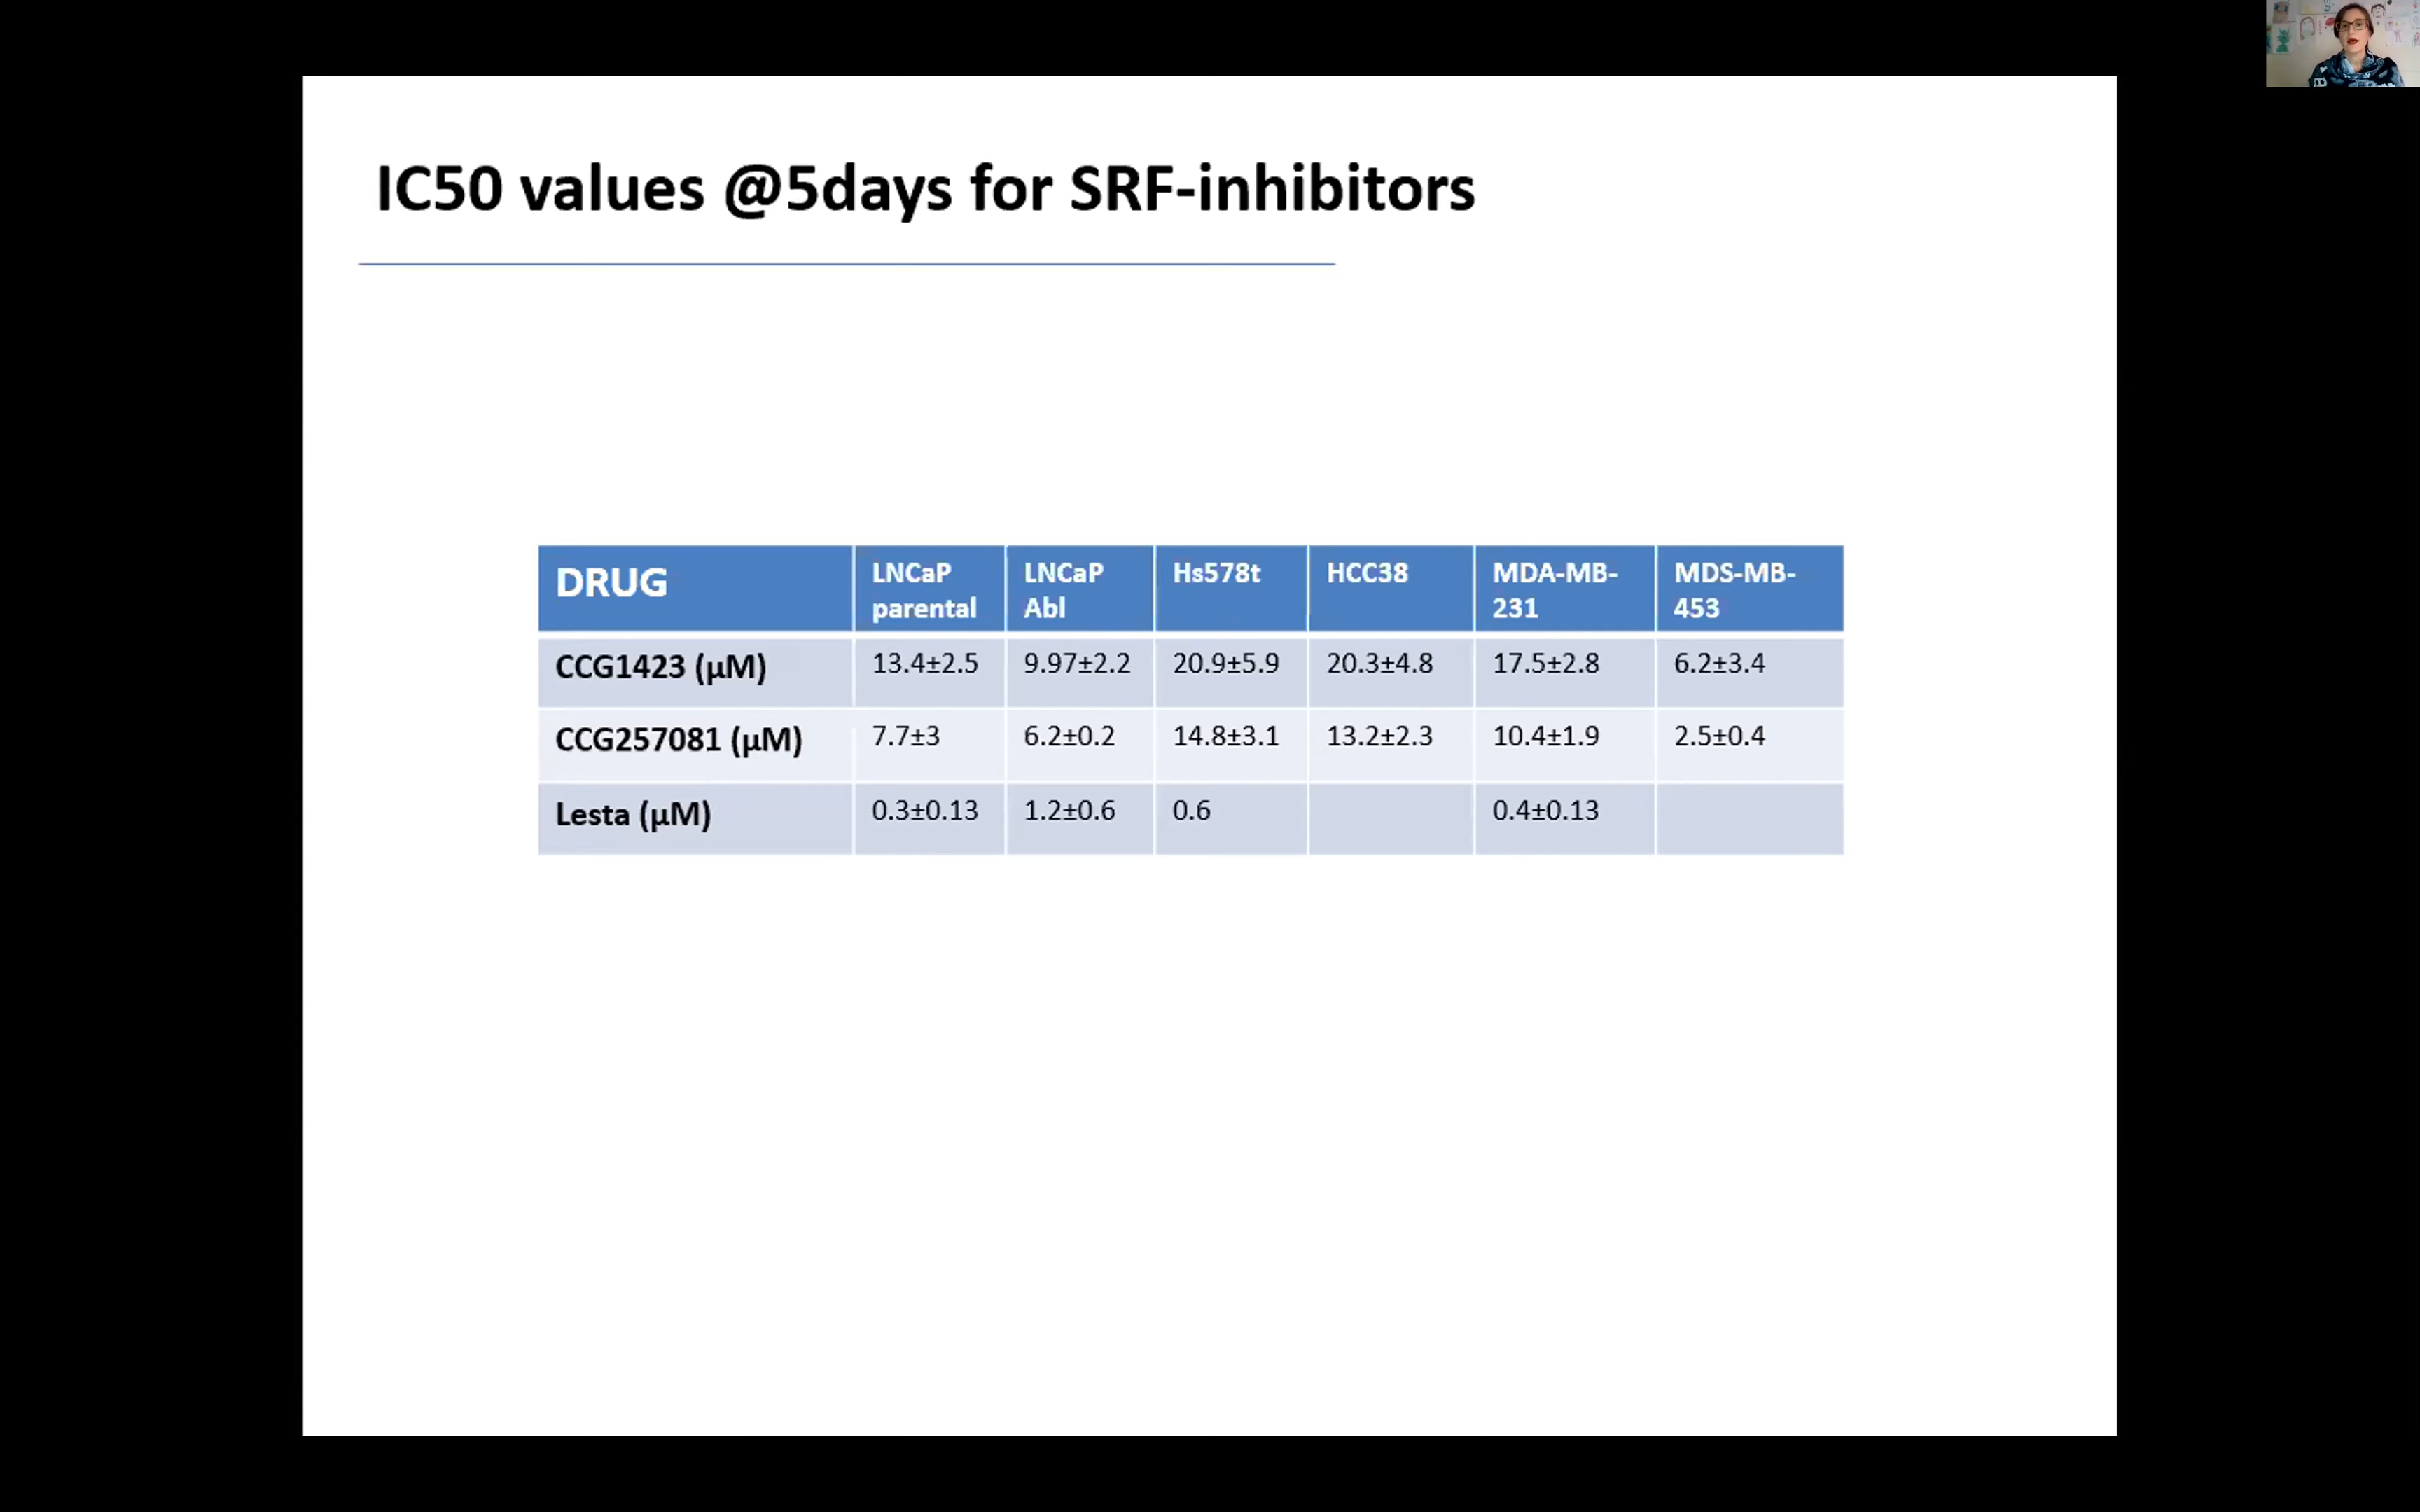 IC50 values @5days for SRF-inhibitors
DRUG LNCaP parental LNCaP Abl Hs578t HCC38 MDA-MB-231 MDS-MB-453
CCG1423 (µM) 13.4±2.5 9.97±2.2 20.9±5.9 20.3±4.8 17.5±2.8 6.2±3.4
CCG257081 (µM) 7.7±3 6.2±0.2 14.8±3.1 13.2±2.3 10.4±1.9 2.5±0.4
Lesta (µM) 0.3±0.13 1.2±0.6 0.6 0.4±0.13